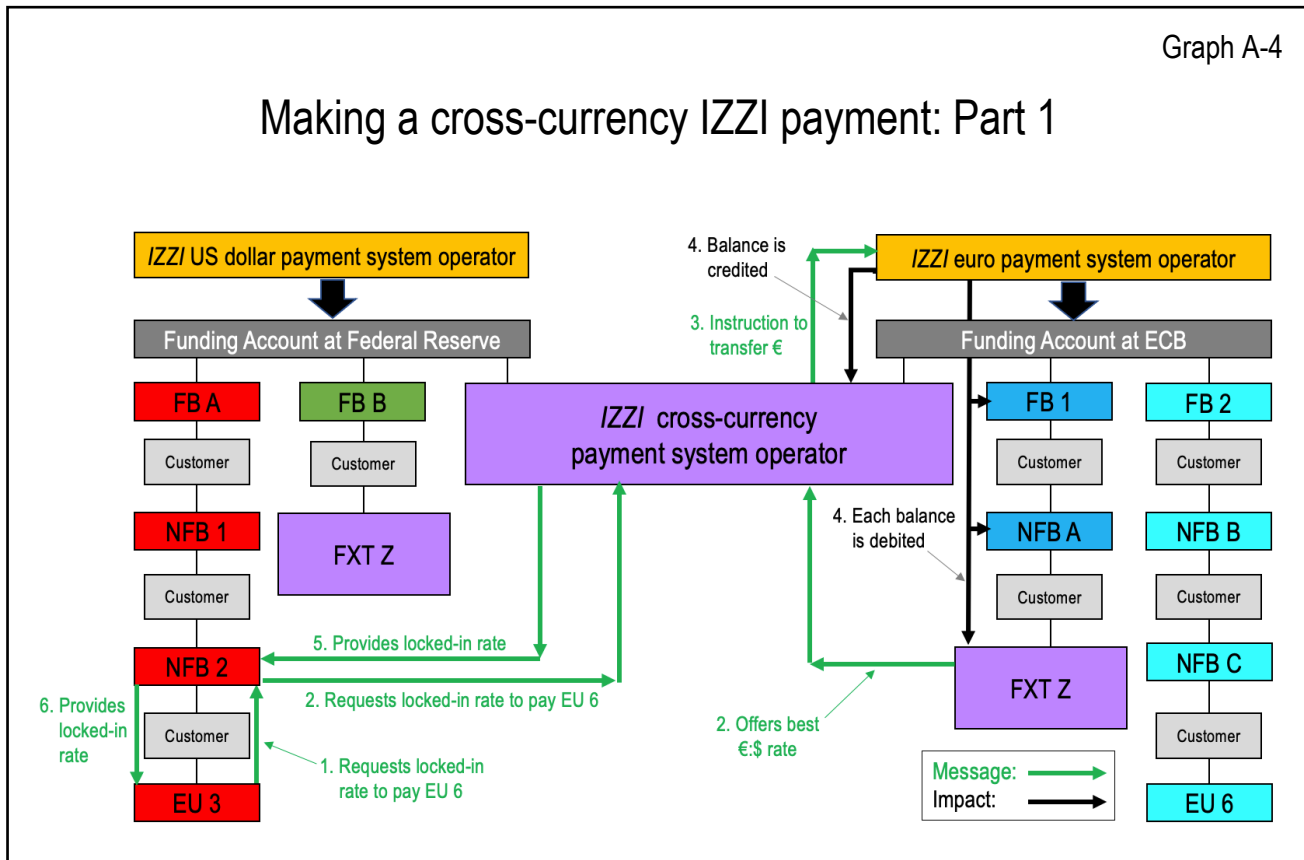 Graph A-4
Making a cross-currency IZZI payment: Part 1
IZZI US dollar payment system operator
4. Balance is
credited
IZZI euro payment system operator
3. Instruction to
transfer €
Funding Account at Federal Reserve
Funding Account at ECB
FB A
FB B
IZZI cross-currency
payment system operator
FB 1
FB 2
Customer
Customer
Customer
Customer
NFB 1
FXT Z
4. Each balance
is debited
NFB A
NFB B
Customer
Customer
Customer
5. Provides locked-in rate
NFB 2
2. Requests locked-in rate to pay EU 6
FXT Z
NFB C
6. Provides
locked-in
rate
Customer
2. Offers best
€:$ rate
Customer
1. Requests locked-in
rate to pay EU 6
Message:
Impact:
EU 3
EU 6